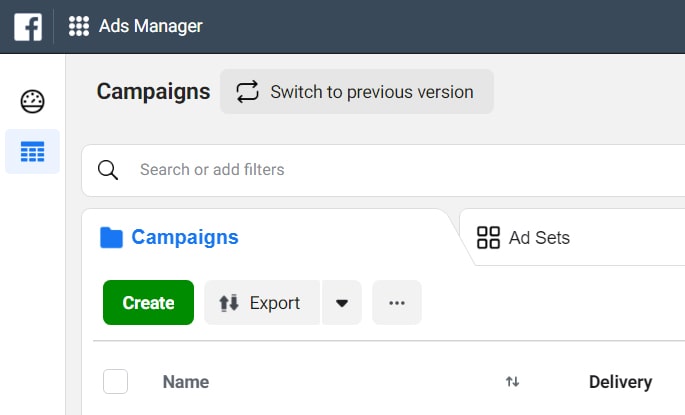 Ads Manager
Campaigns Switch to previous version
Search or add filters
Campaigns Ad Sets
Create Export
Name Delivery